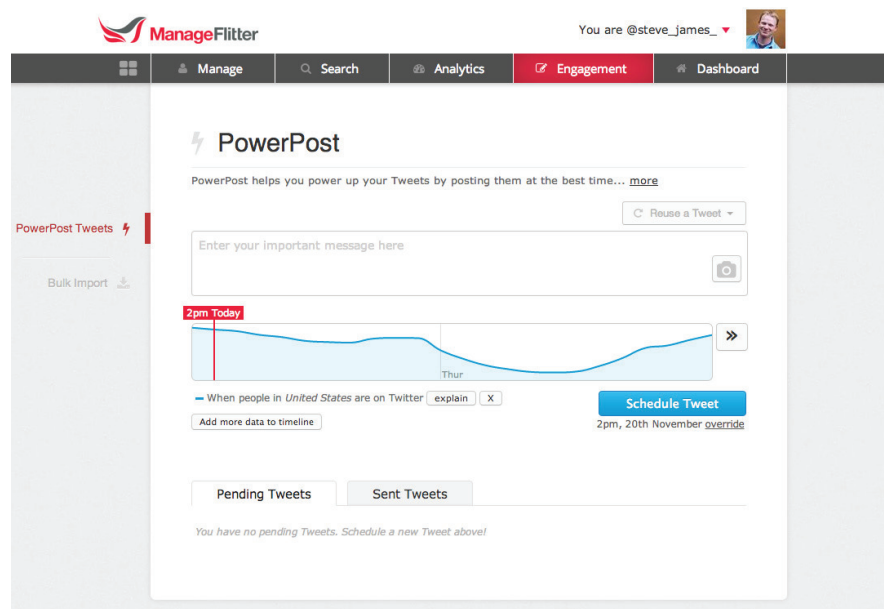 ManageFlitter
You are @steve_james_
Manage Search Analytics Engagement Dashboard
PowerPost
PowerPost helps you power up your Tweets by posting them at the best time... more
Reuse a Tweet
PowerPost Tweets
Enter your important message here
Bulk Import
2pm Today
Thur
When people in United States are on Twitter explain X
Schedule Tweet
Add more data to timeline
2pm, 20th November override
Pending Tweets Sent Tweets
You have no pending Tweets. Schedule a new Tweet above!